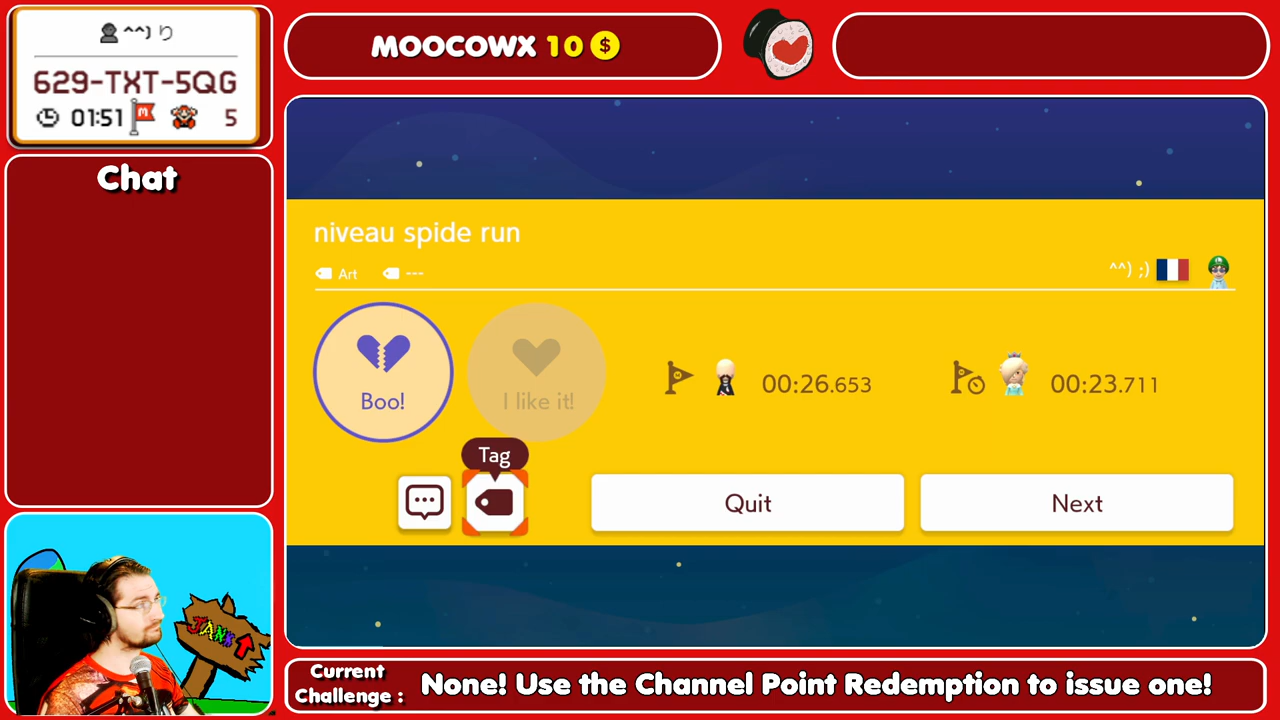 ^^) り
629-TXT-5QG
01:51 M 5
Chat
MOOCOWX 10 $
niveau spide run
Art ---
^^) ;)
Boo!
I like it!
00:26.653
00:23.711
Tag
Quit
Next
JANK
Current
Challenge :
None! Use the Channel Point Redemption to issue one!